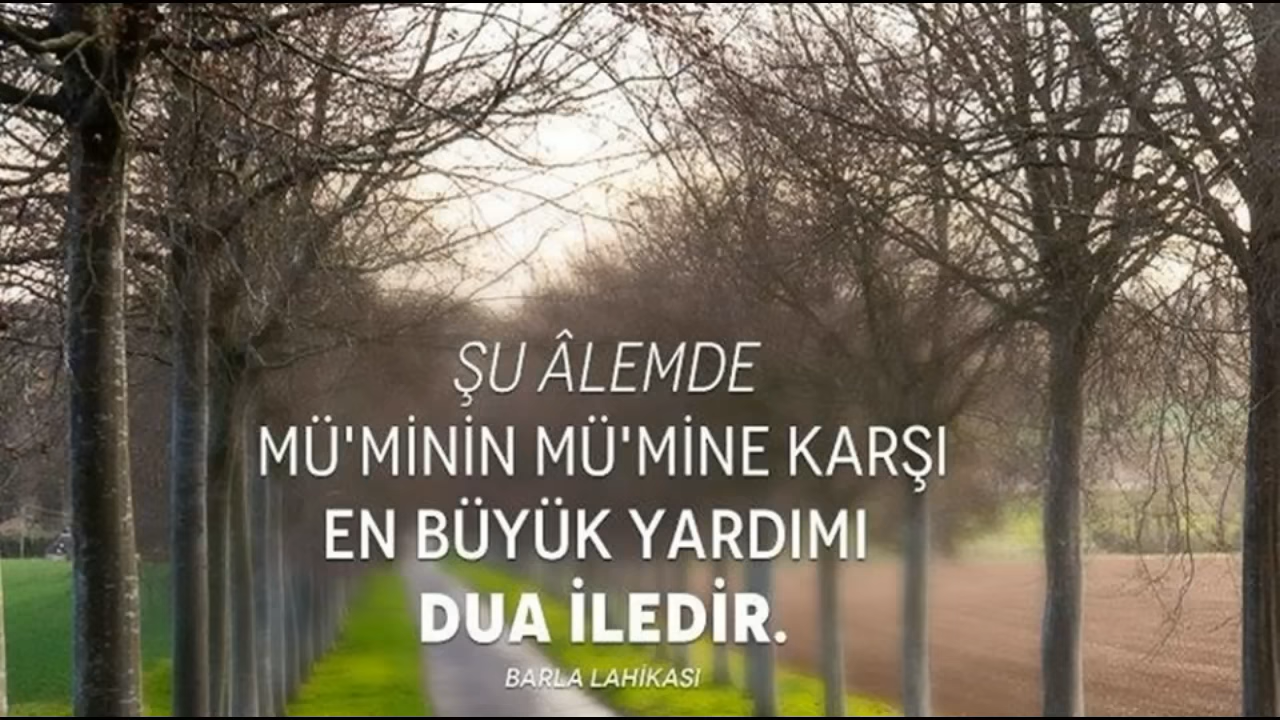 ŞU ÂLEMDE
MÜ'MİNİN MÜ'MİNE KARŞI
EN BÜYÜK YARDIMI
DUA İLEDİR.
BARLA LAHİKASI